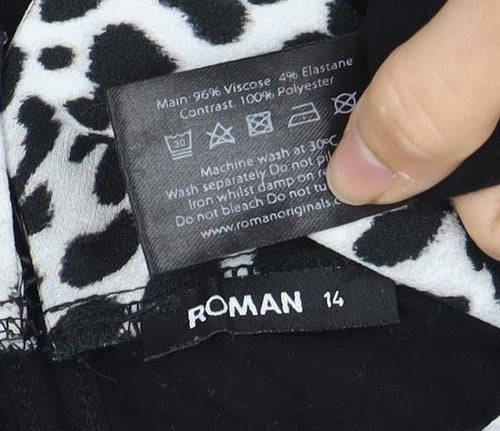 Main: 96% Viscose 4% Elastane
Contrast: 100% Polyester
30
Machine wash at 30°C
Wash separately Do not
Iron whilst damp on
Do not bleach Do not
www.romanoriginals.
ROMAN 14